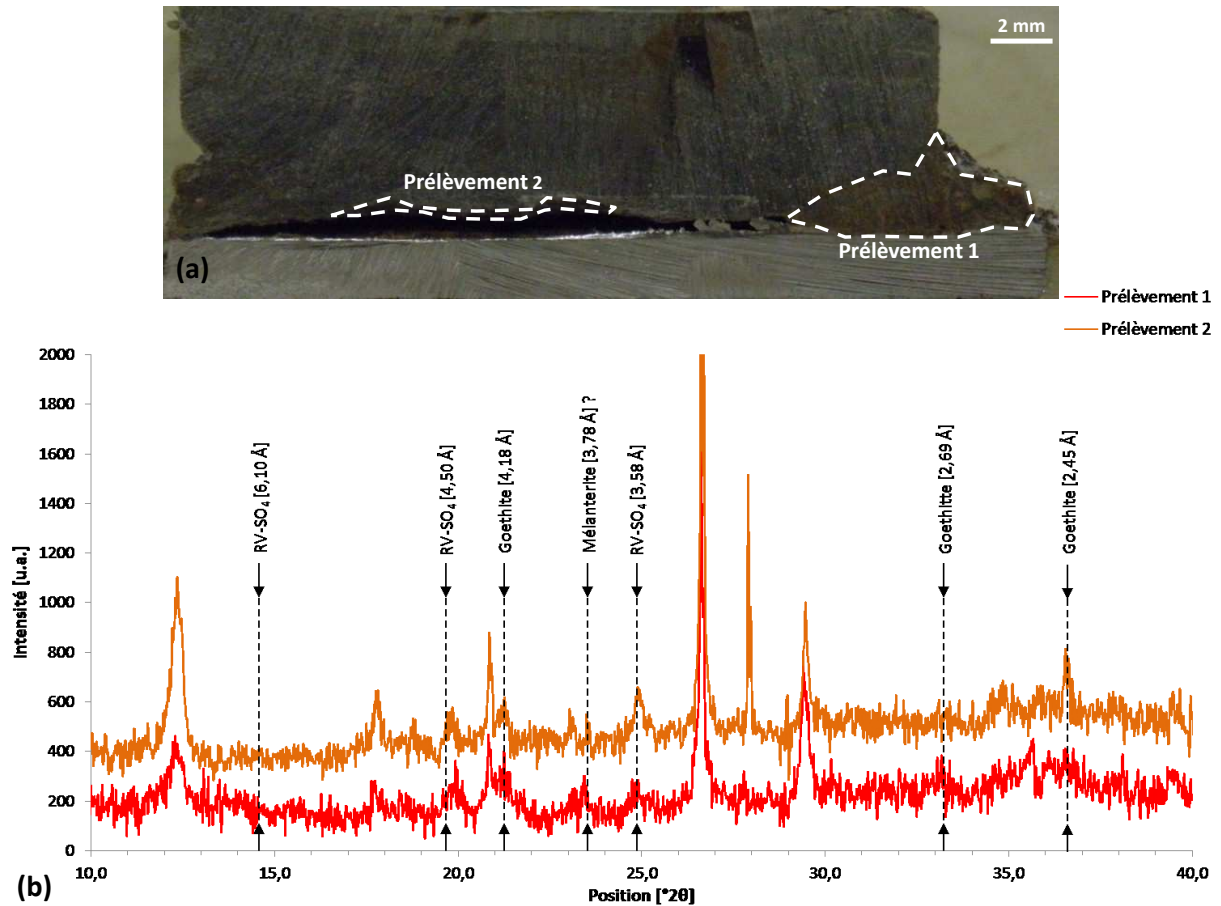 2 mm
Prélèvement 2
Prélèvement 1
(a)
Prélèvement 1
Prélèvement 2
Intensité [u.a.]
2000
1800
1600
1400
1200
1000
800
600
400
200
0
RV-SO₄ [6,10 Å]
RV-SO₄ [4,50 Å]
Goethite [4,18 Å]
Mélanterite [3,78 Å] ?
RV-SO₄ [3,58 Å]
Goethitte [2,69 Å]
Goethite [2,45 Å]
10,0 15,0 20,0 25,0 30,0 35,0 40,0
Position [°2θ]
(b)